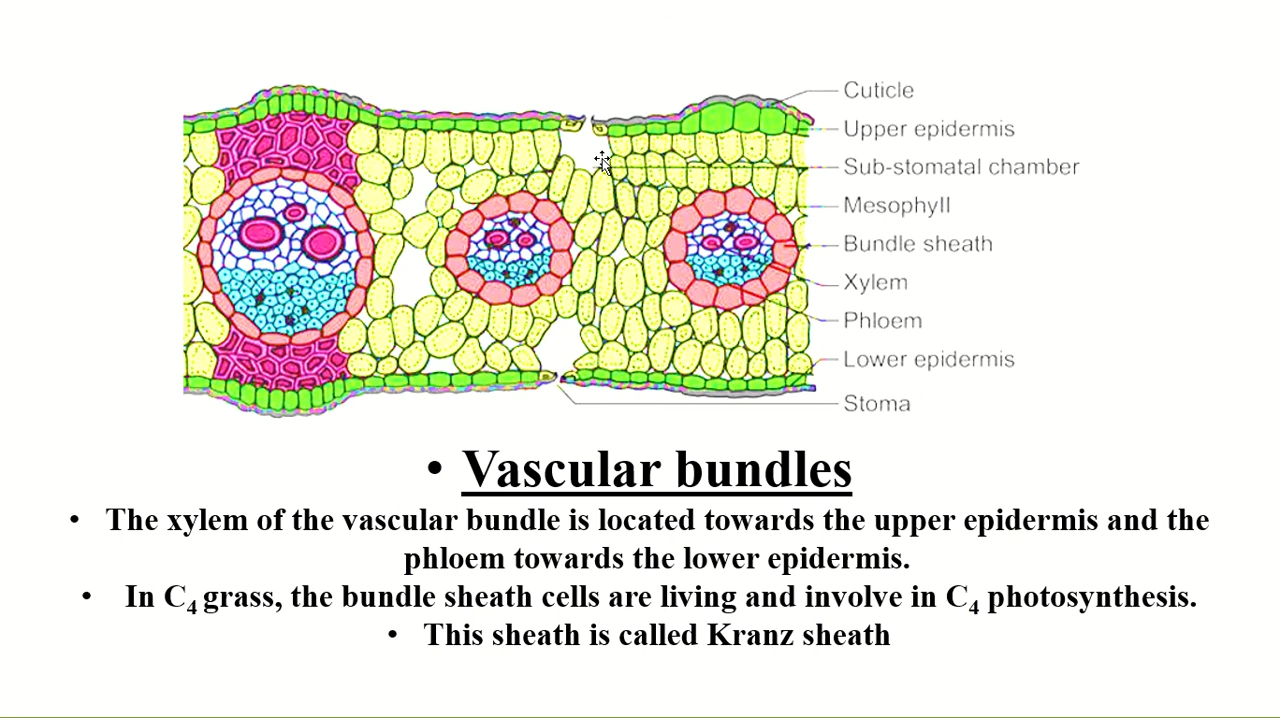 Cuticle
Upper epidermis
Sub-stomatal chamber
Mesophyll
Bundle sheath
Xylem
Phloem
Lower epidermis
Stoma
• Vascular bundles
• The xylem of the vascular bundle is located towards the upper epidermis and the
phloem towards the lower epidermis.
• In C₄ grass, the bundle sheath cells are living and involve in C₄ photosynthesis.
• This sheath is called Kranz sheath